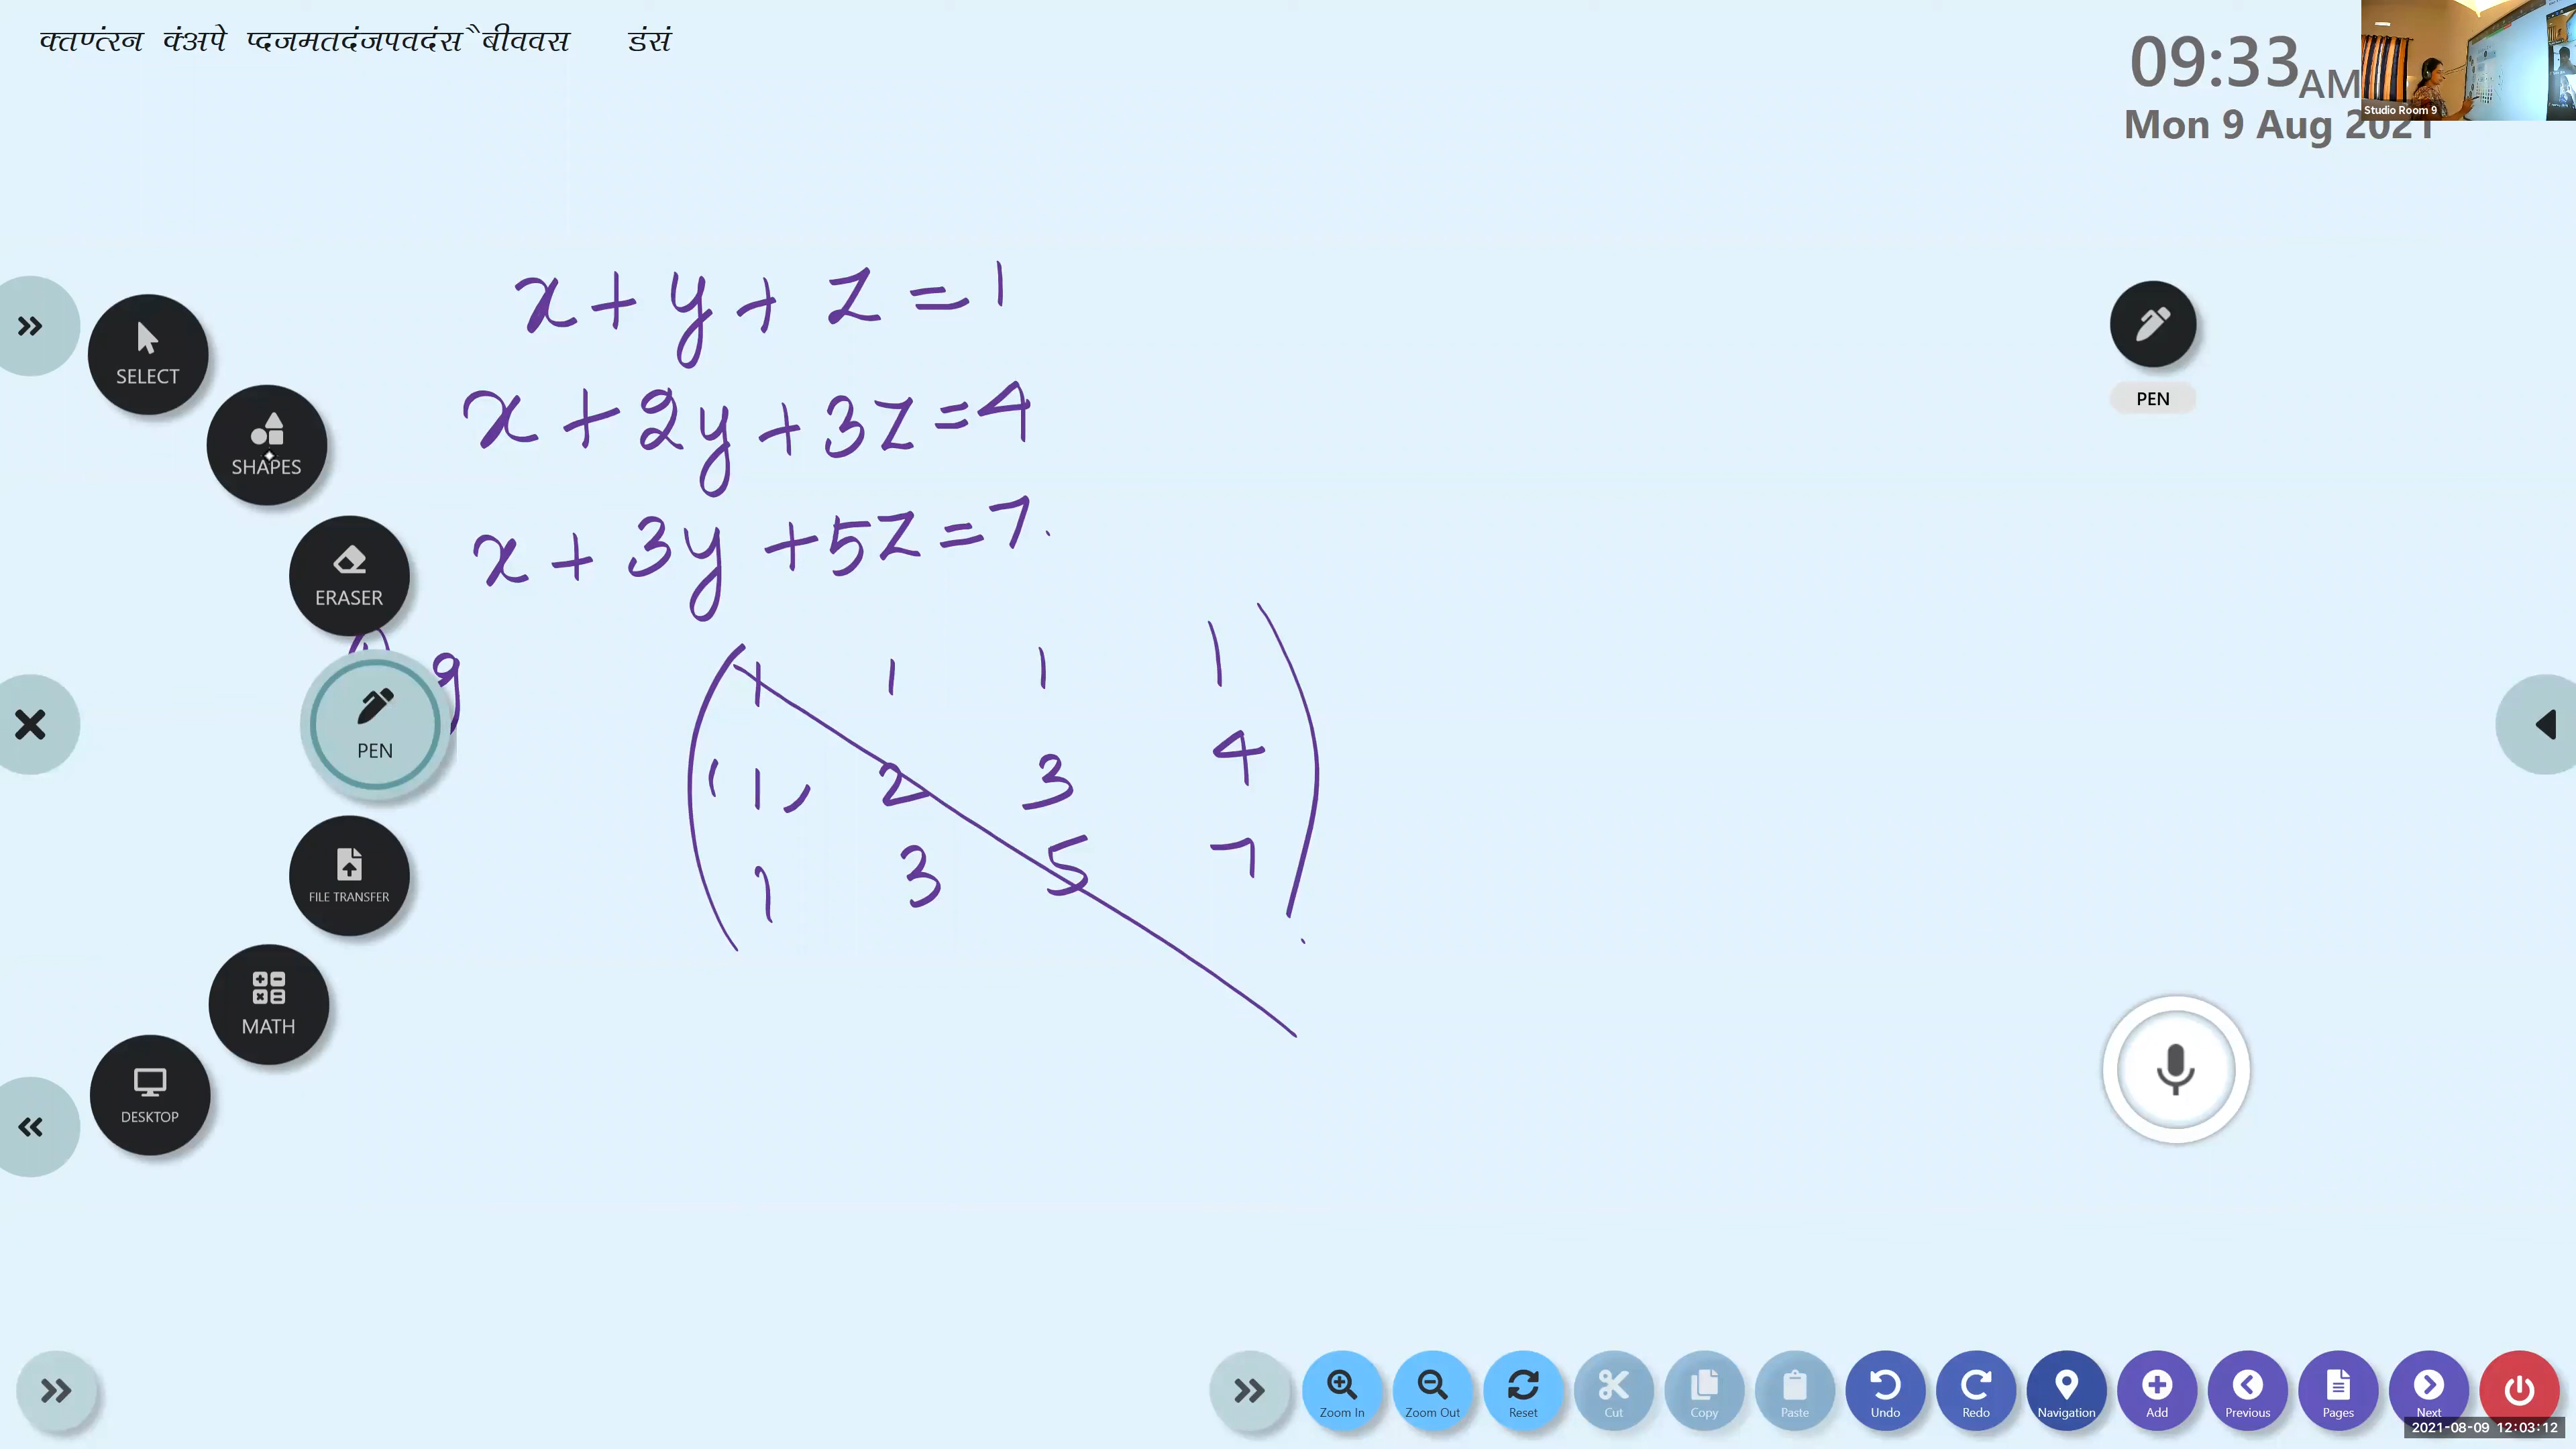 क्तण्तंरन कंअपे प्दजमतदंजपवदंस ैबीववस डंसं
09:33 AM
Mon 9 Aug 2021
Studio Room 9
x + y + z = 1
x + 2y + 3z = 4
x + 3y + 5z = 7.
SELECT
SHAPES
ERASER
PEN
FILE TRANSFER
MATH
DESKTOP
PEN
1 1 1 1
1, 2 3 4
1 3 5 7
Zoom In Zoom Out Reset Cut Copy Paste Undo Redo Navigation Add Previous Pages Next
2021-08-09 12:03:12